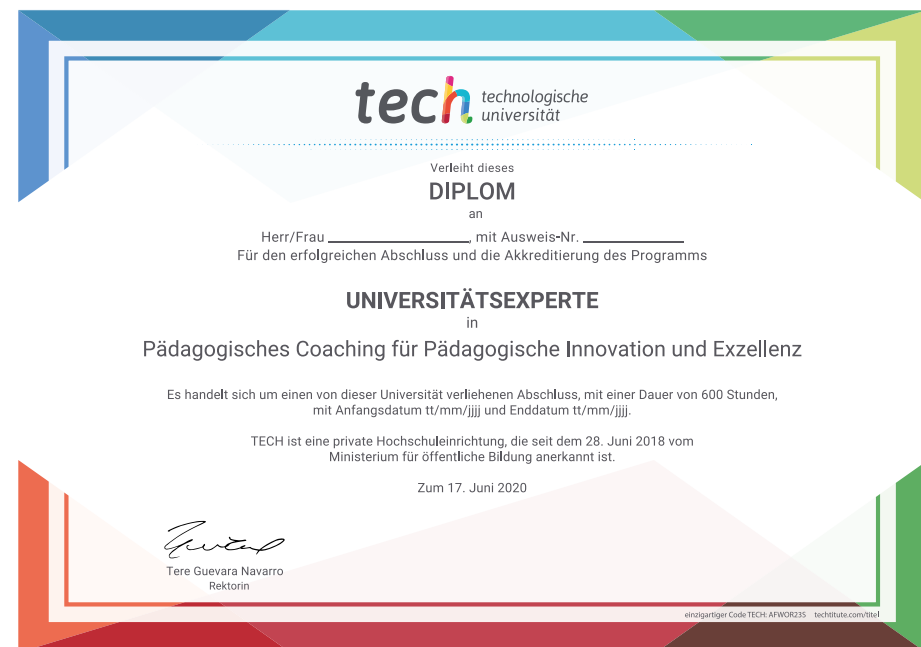 tech technologische
universität
Verleiht dieses
DIPLOM
an
Herr/Frau ____________________, mit Ausweis-Nr. ______________
Für den erfolgreichen Abschluss und die Akkreditierung des Programms
UNIVERSITÄTSEXPERTE
in
Pädagogisches Coaching für Pädagogische Innovation und Exzellenz
Es handelt sich um einen von dieser Universität verliehenen Abschluss, mit einer Dauer von 600 Stunden,
mit Anfangsdatum tt/mm/jjjj und Enddatum tt/mm/jjjj.
TECH ist eine private Hochschuleinrichtung, die seit dem 28. Juni 2018 vom
Ministerium für öffentliche Bildung anerkannt ist.
Zum 17. Juni 2020
Tere Guevara Navarro
Rektorin
einzigartiger Code TECH: AFWOR23S techtitute.com/titel